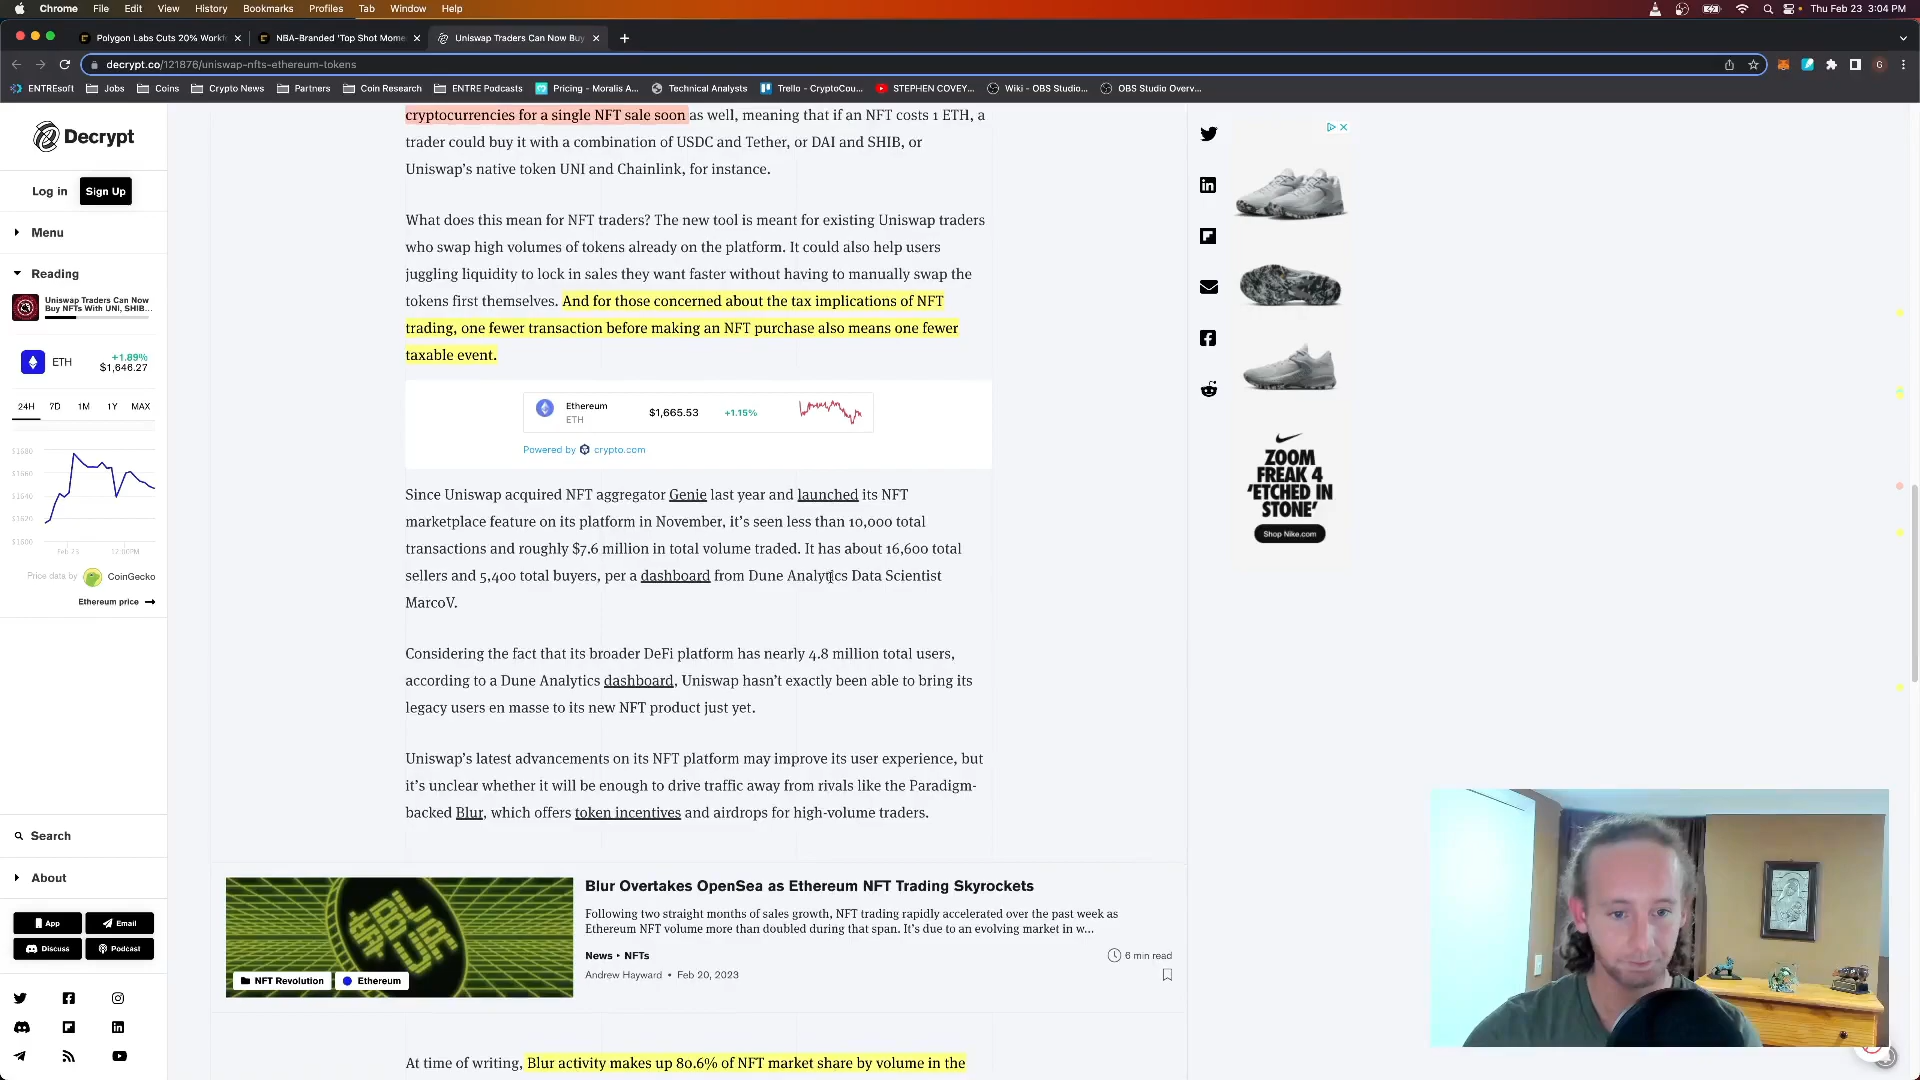 Chrome File Edit View History Bookmarks Profiles Tab Window Help
Thu Feb 23 3:04 PM
Polygon Labs Cuts 20% Workf
NBA-Branded 'Top Shot Mome
Uniswap Traders Can Now Buy
decrypt.co/121876/uniswap-nfts-ethereum-tokens
ENTREsoft Jobs Coins Crypto News Partners Coin Research ENTRE Podcasts Pricing - Moralis A... Technical Analysts Trello - CryptoCou... STEPHEN COVEY... Wiki - OBS Studio... OBS Studio Overv...
Decrypt
Log in Sign Up
Menu
Reading
Uniswap Traders Can Now
Buy NFTs With UNI, SHIB...
ETH
+1.89%
$1,646.27
24H 7D 1M 1Y MAX
$1680
$1660
$1640
$1620
$1600
Feb 23 12:00PM
Price data by CoinGecko
Ethereum price
Search
About
App Email
Discuss Podcast
cryptocurrencies for a single NFT sale soon as well, meaning that if an NFT costs 1 ETH, a
trader could buy it with a combination of USDC and Tether, or DAI and SHIB, or
Uniswap's native token UNI and Chainlink, for instance.
What does this mean for NFT traders? The new tool is meant for existing Uniswap traders
who swap high volumes of tokens already on the platform. It could also help users
juggling liquidity to lock in sales they want faster without having to manually swap the
tokens first themselves. And for those concerned about the tax implications of NFT
trading, one fewer transaction before making an NFT purchase also means one fewer
taxable event.
Ethereum
ETH
$1,665.53
+1.15%
Powered by crypto.com
Since Uniswap acquired NFT aggregator Genie last year and launched its NFT
marketplace feature on its platform in November, it's seen less than 10,000 total
transactions and roughly $7.6 million in total volume traded. It has about 16,600 total
sellers and 5,400 total buyers, per a dashboard from Dune Analytics Data Scientist
MarcoV.
Considering the fact that its broader DeFi platform has nearly 4.8 million total users,
according to a Dune Analytics dashboard, Uniswap hasn't exactly been able to bring its
legacy users en masse to its new NFT product just yet.
Uniswap's latest advancements on its NFT platform may improve its user experience, but
it's unclear whether it will be enough to drive traffic away from rivals like the Paradigm-
backed Blur, which offers token incentives and airdrops for high-volume traders.
BLUR
NFT Revolution Ethereum
Blur Overtakes OpenSea as Ethereum NFT Trading Skyrockets
Following two straight months of sales growth, NFT trading rapidly accelerated over the past week as
Ethereum NFT volume more than doubled during that span. It's due to an evolving market in w...
News • NFTs
6 min read
Andrew Hayward • Feb 20, 2023
At time of writing, Blur activity makes up 80.6% of NFT market share by volume in the
ZOOM
FREAK 4
'ETCHED IN
STONE'
Shop Nike.com